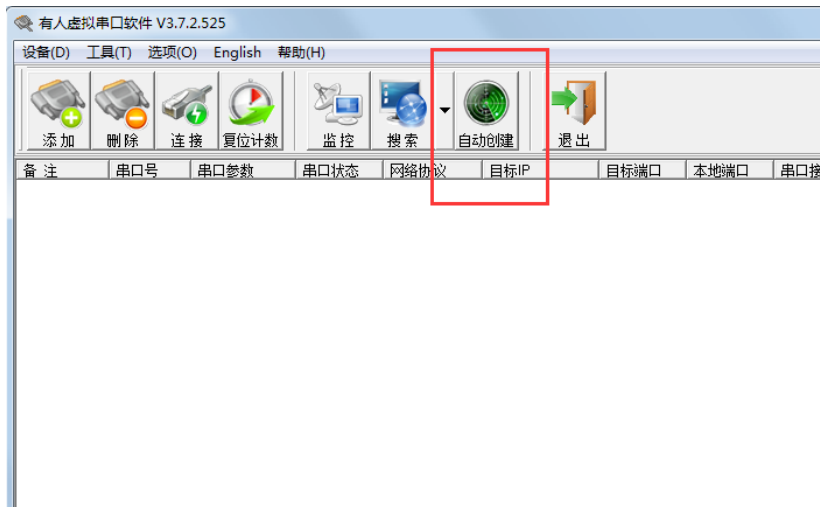 有人虚拟串口软件 V3.7.2.525
设备(D) 工具(T) 选项(O) English 帮助(H)
添加 删除 连接 复位计数 监控 搜索 自动创建 退出
备注 串口号 串口参数 串口状态 网络协议 目标IP 目标端口 本地端口 串口接